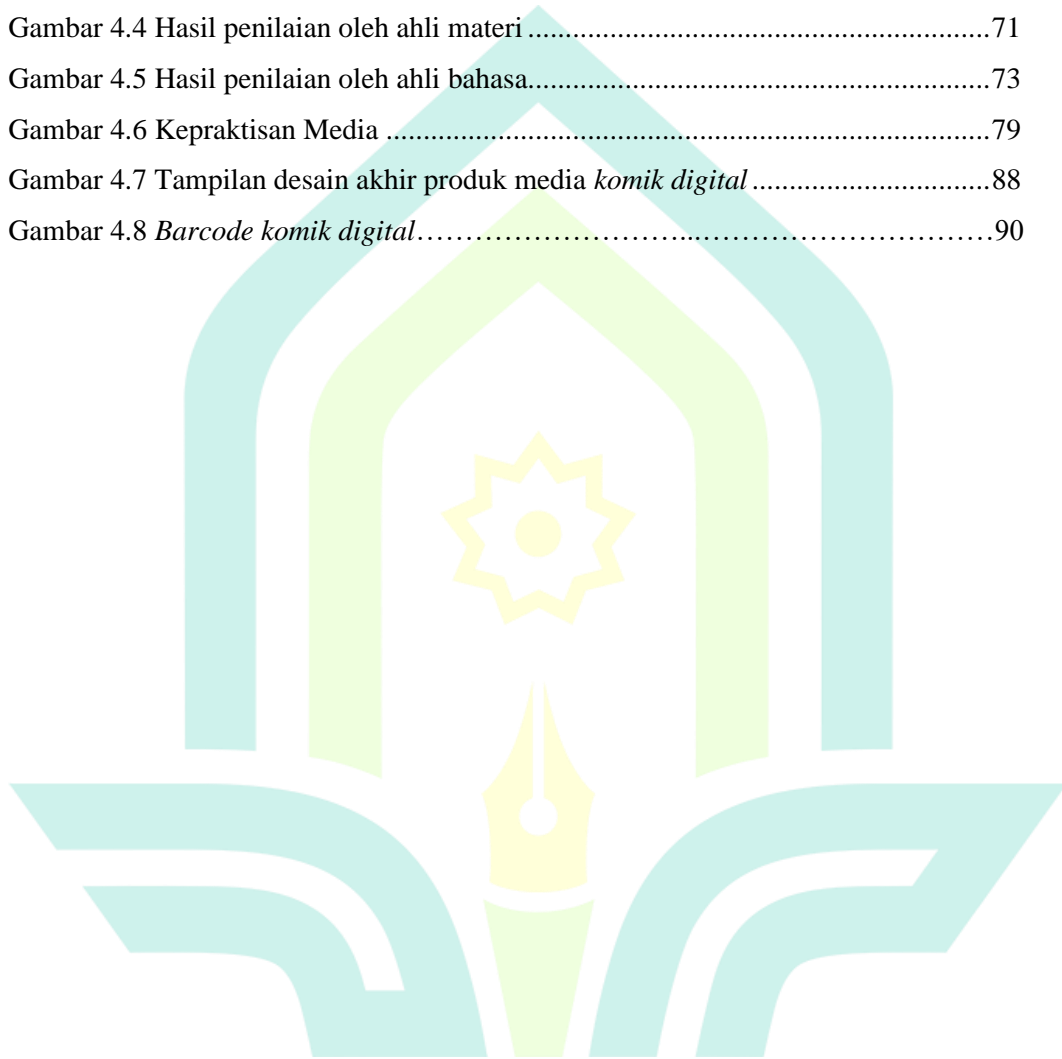 Gambar 4.4 Hasil penilaian oleh ahli materi.......................................................................71
Gambar 4.5 Hasil penilaian oleh ahli bahasa.......................................................................73
Gambar 4.6 Kepraktisan Media .............................................................................................79
Gambar 4.7 Tampilan desain akhir produk media komik digital.....................................88
Gambar 4.8 Barcode komik digital………………………...…………………………90